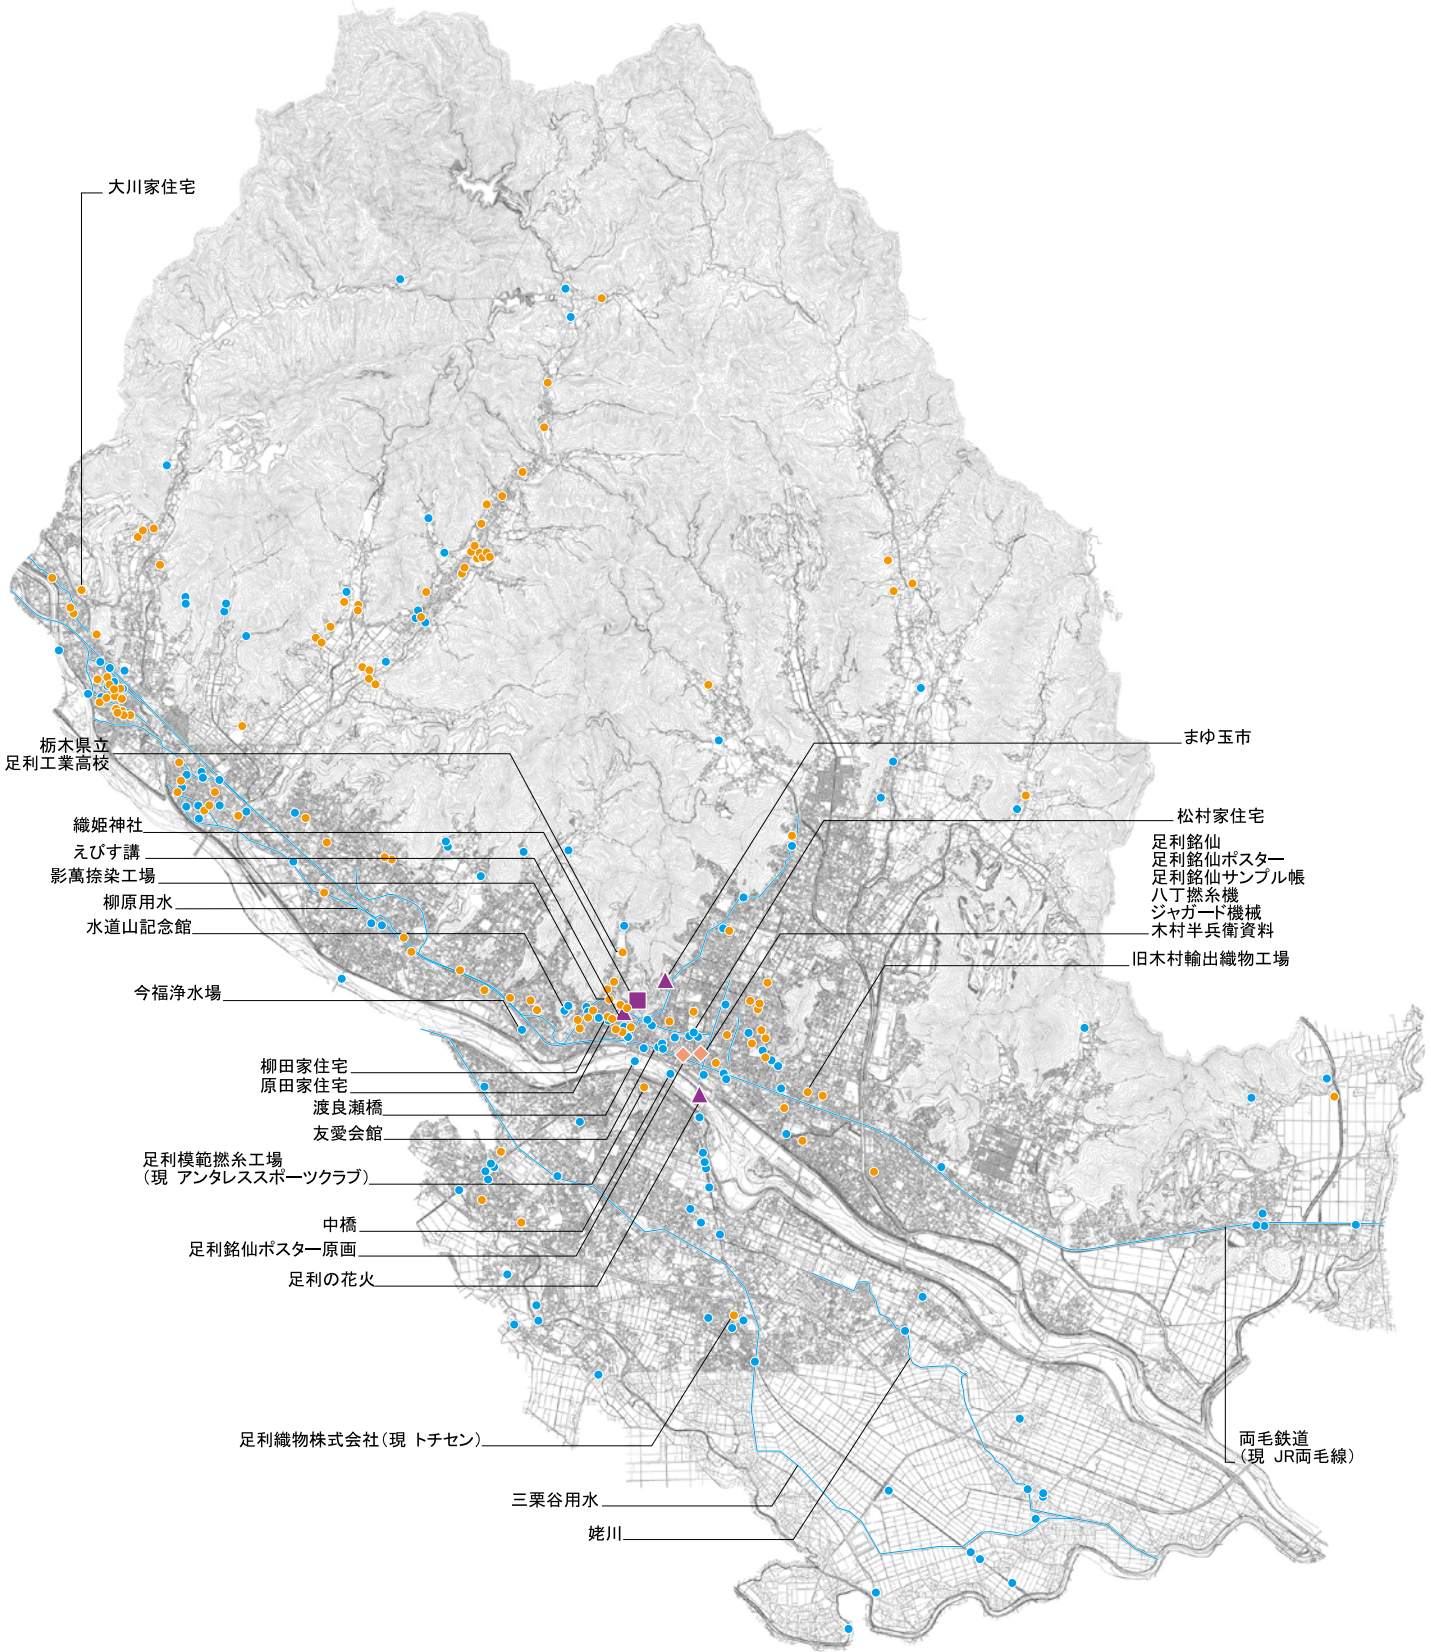 大川家住宅
栃木県立
足利工業高校
織姫神社
えびす講
影萬捺染工場
柳原用水
水道山記念館
今福浄水場
まゆ玉市
松村家住宅
足利銘仙
足利銘仙ポスター
足利銘仙サンプル帳
八丁撚糸機
ジャガード機械
木村半兵衛資料
旧木村輸出織物工場
柳田家住宅
原田家住宅
渡良瀬橋
友愛会館
足利模範撚糸工場
（現 アンタレススポーツクラブ）
中橋
足利銘仙ポスター原画
足利の花火
足利織物株式会社（現 トチセン）
三栗谷用水
姥川
両毛鉄道
（現 JR両毛線）